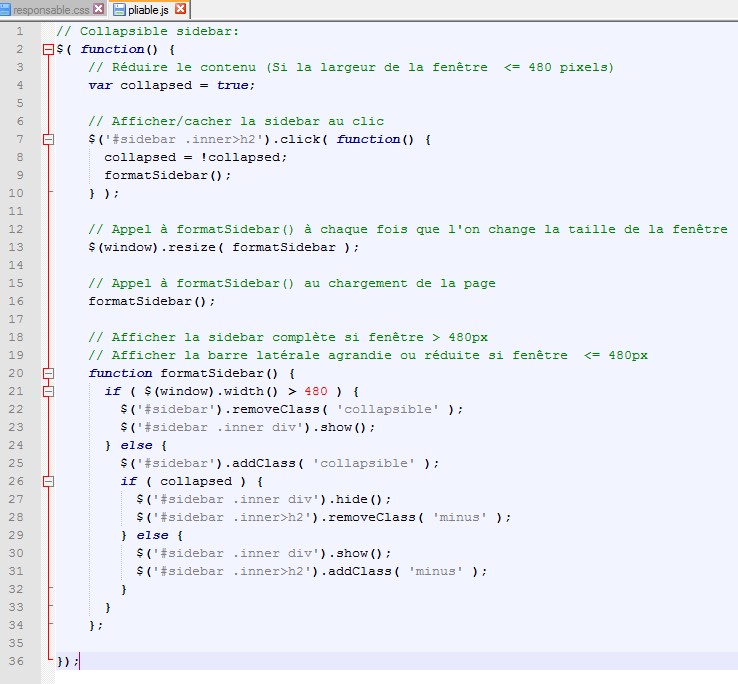 responsable.css pliable.js
1 // Collapsible sidebar:
2 $( function() {
3 // Réduire le contenu (Si la largeur de la fenêtre  <= 480 pixels)
4 var collapsed = true;
5
6 // Afficher/cacher la sidebar au clic
7 $('#sidebar .inner>h2').click( function() {
8 collapsed = !collapsed;
9 formatSidebar();
10 } );
11
12 // Appel à formatSidebar() à chaque fois que l'on change la taille de la fenêtre
13 $(window).resize( formatSidebar );
14
15 // Appel à formatSidebar() au chargement de la page
16 formatSidebar();
17
18 // Afficher la sidebar complète si fenêtre > 480px
19 // Afficher la barre latérale agrandie ou réduite si fenêtre  <= 480px
20 function formatSidebar() {
21 if ( $(window).width() > 480 ) {
22 $('#sidebar').removeClass( 'collapsible' );
23 $('#sidebar .inner div').show();
24 } else {
25 $('#sidebar').addClass( 'collapsible' );
26 if ( collapsed ) {
27 $('#sidebar .inner div').hide();
28 $('#sidebar .inner>h2').removeClass( 'minus' );
29 } else {
30 $('#sidebar .inner div').show();
31 $('#sidebar .inner>h2').addClass( 'minus' );
32 }
33 }
34 };
35
36 });